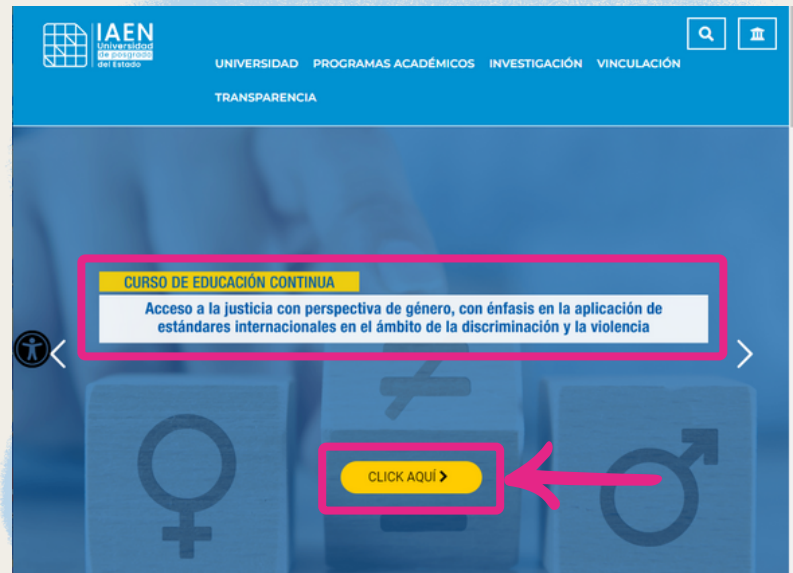 IAEN
Universidad
de posgrado
del Estado
UNIVERSIDAD PROGRAMAS ACADÉMICOS INVESTIGACIÓN VINCULACIÓN
TRANSPARENCIA
CURSO DE EDUCACIÓN CONTINUA
Acceso a la justicia con perspectiva de género, con énfasis en la aplicación de
estándares internacionales en el ámbito de la discriminación y la violencia
CLICK AQUÍ